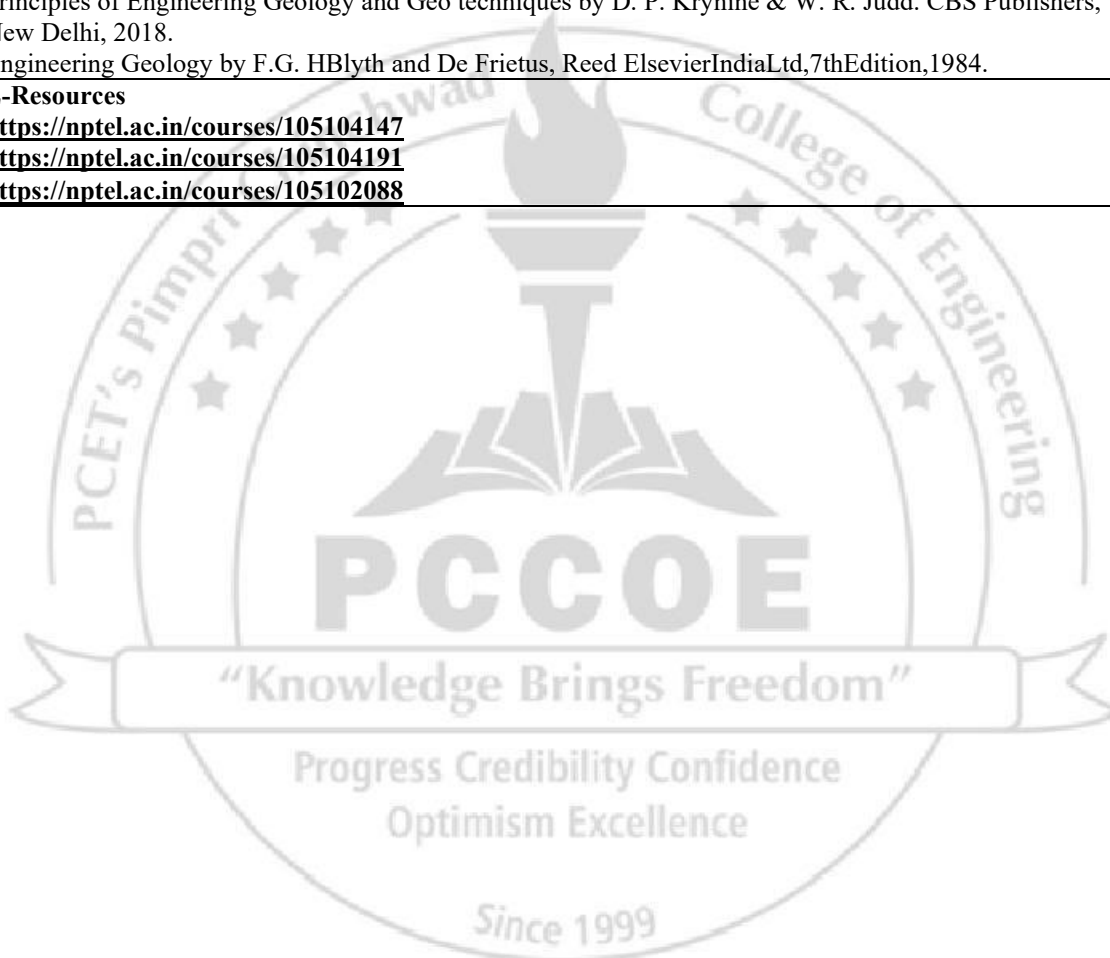 rinciples of Engineering Geology and Geo techniques by D. P. Krynine & W. R. Judd. CBS Publishers,
New Delhi, 2018.
ngineering Geology by F.G. HBlyth and De Frietus, Reed ElsevierIndiaLtd,7thEdition,1984.
-Resources
ttps://nptel.ac.in/courses/105104147
ttps://nptel.ac.in/courses/105104191
ttps://nptel.ac.in/courses/105102088
PCET's Pimpri Chinchwad College of Engineering
PCCOE
“Knowledge Brings Freedom”
Progress Credibility Confidence
Optimism Excellence
Since 1999